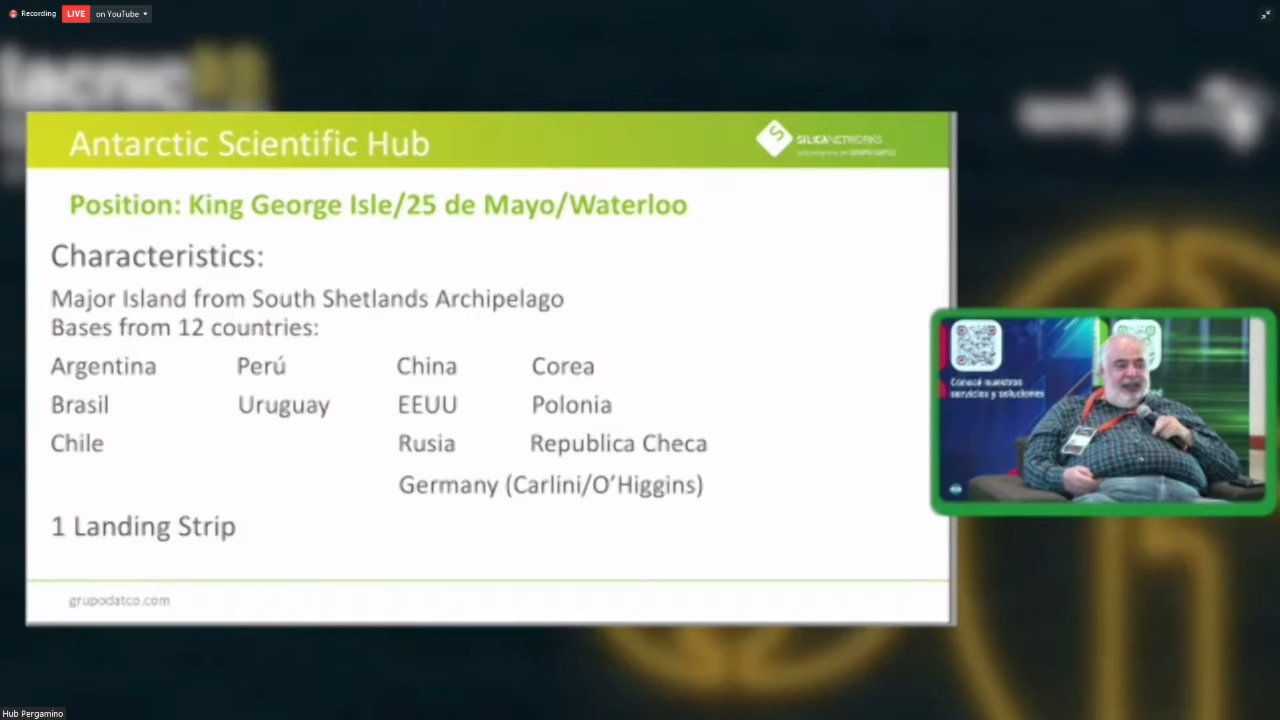 Recording
LIVE on YouTube
lacnic
Antarctic Scientific Hub
SILICANETWORKS
Position: King George Isle/25 de Mayo/Waterloo
Characteristics:
Major Island from South Shetlands Archipelago
Bases from 12 countries:
Argentina Perú China Corea
Brasil Uruguay EEUU Polonia
Chile Rusia Republica Checa
Germany (Carlini/O'Higgins)
1 Landing Strip
grupodatco.com
Conocé nuestros
servicios y soluciones
Hub Pergamino